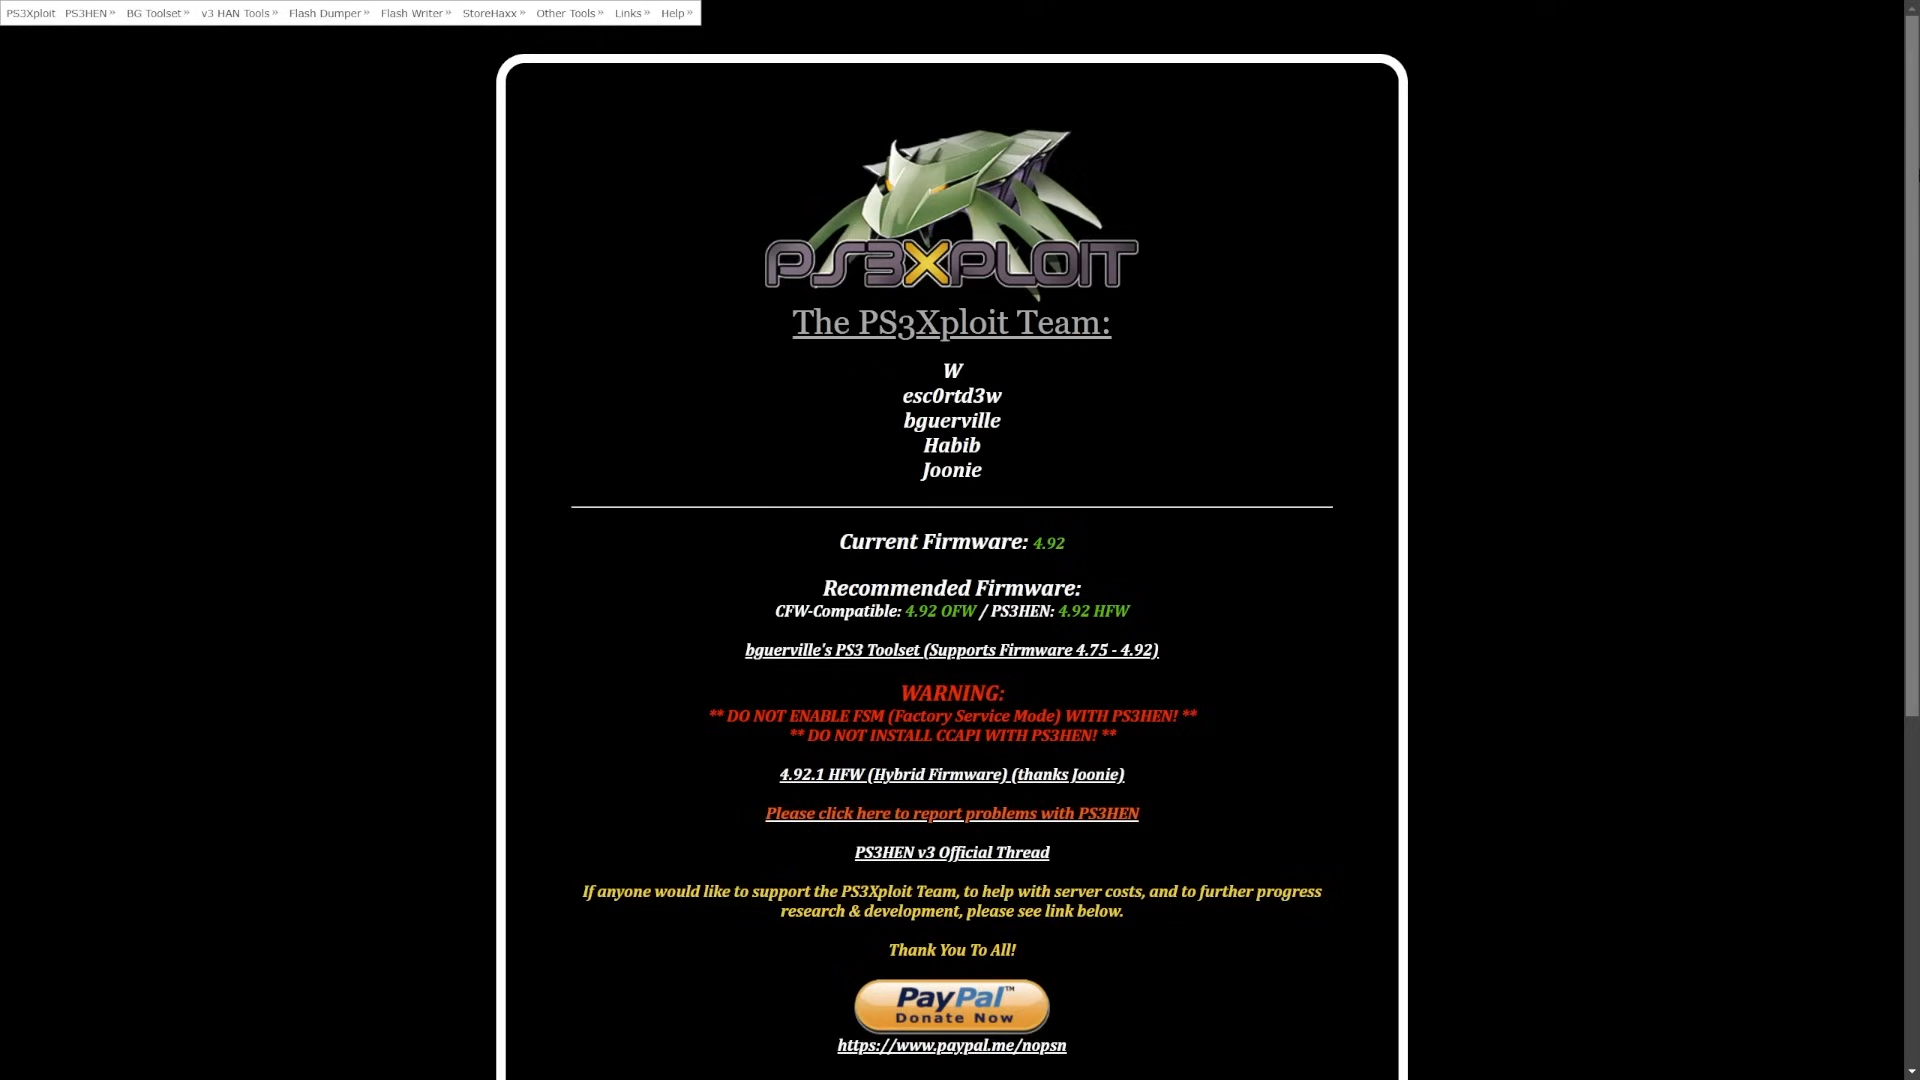 PS3Xploit PS3HEN » BG Toolset » v3 HAN Tools » Flash Dumper » Flash Writer » StoreHaxx » Other Tools » Links » Help »
PS3XPLOIT
The PS3Xploit Team:
W
esc0rtd3w
bguerville
Habib
Joonie
Current Firmware: 4.92
Recommended Firmware:
CFW-Compatible: 4.92 OFW / PS3HEN: 4.92 HFW
bguerville's PS3 Toolset (Supports Firmware 4.75 - 4.92)
WARNING:
** DO NOT ENABLE FSM (Factory Service Mode) WITH PS3HEN! **
** DO NOT INSTALL CCAPI WITH PS3HEN! **
4.92.1 HFW (Hybrid Firmware) (thanks Joonie)
Please click here to report problems with PS3HEN
PS3HEN v3 Official Thread
If anyone would like to support the PS3Xploit Team, to help with server costs, and to further progress
research & development, please see link below.
Thank You To All!
PayPal™
Donate Now
https://www.paypal.me/nopsn